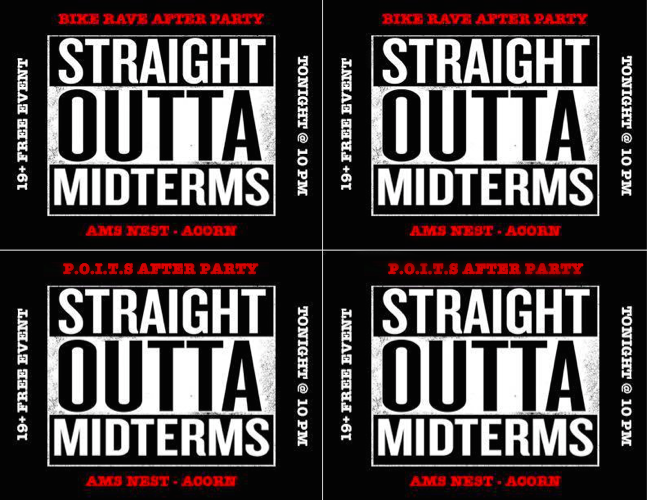 BIKE RAVE AFTER PARTY
19+ FREE EVENT
STRAIGHT
OUTTA
MIDTERMS
TONIGHT @ 10 PM
AMS NEST - ACORN
BIKE RAVE AFTER PARTY
19+ FREE EVENT
STRAIGHT
OUTTA
MIDTERMS
TONIGHT @ 10 PM
AMS NEST - ACORN
P.O.I.T.S AFTER PARTY
19+ FREE EVENT
STRAIGHT
OUTTA
MIDTERMS
TONIGHT @ 10 PM
AMS NEST - ACORN
P.O.I.T.S AFTER PARTY
19+ FREE EVENT
STRAIGHT
OUTTA
MIDTERMS
TONIGHT @ 10 PM
AMS NEST - ACORN